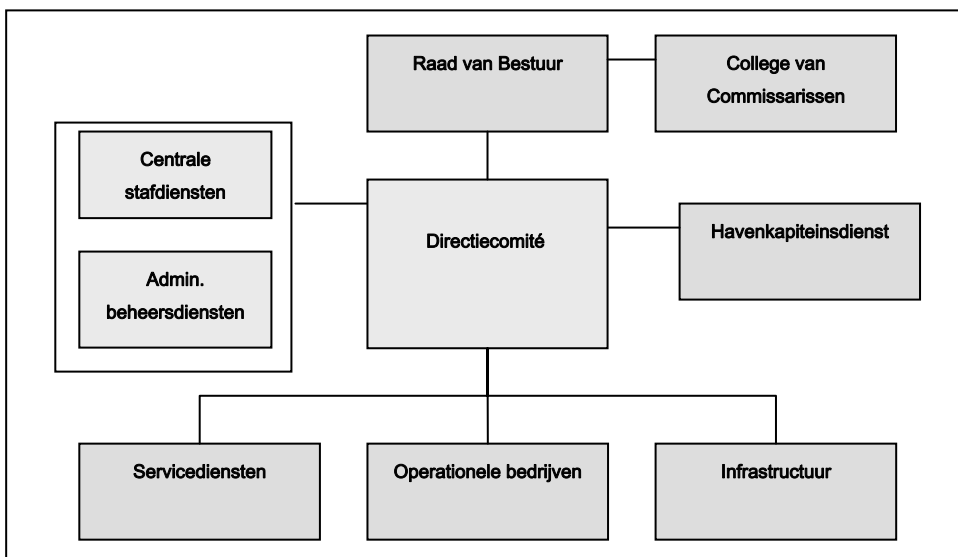 Raad van Bestuur
College van
Commissarissen
Centrale
stafdiensten
Directiecomité
Havenkapiteinsdienst
Admin.
beheersdiensten
Servicediensten
Operationele bedrijven
Infrastructuur